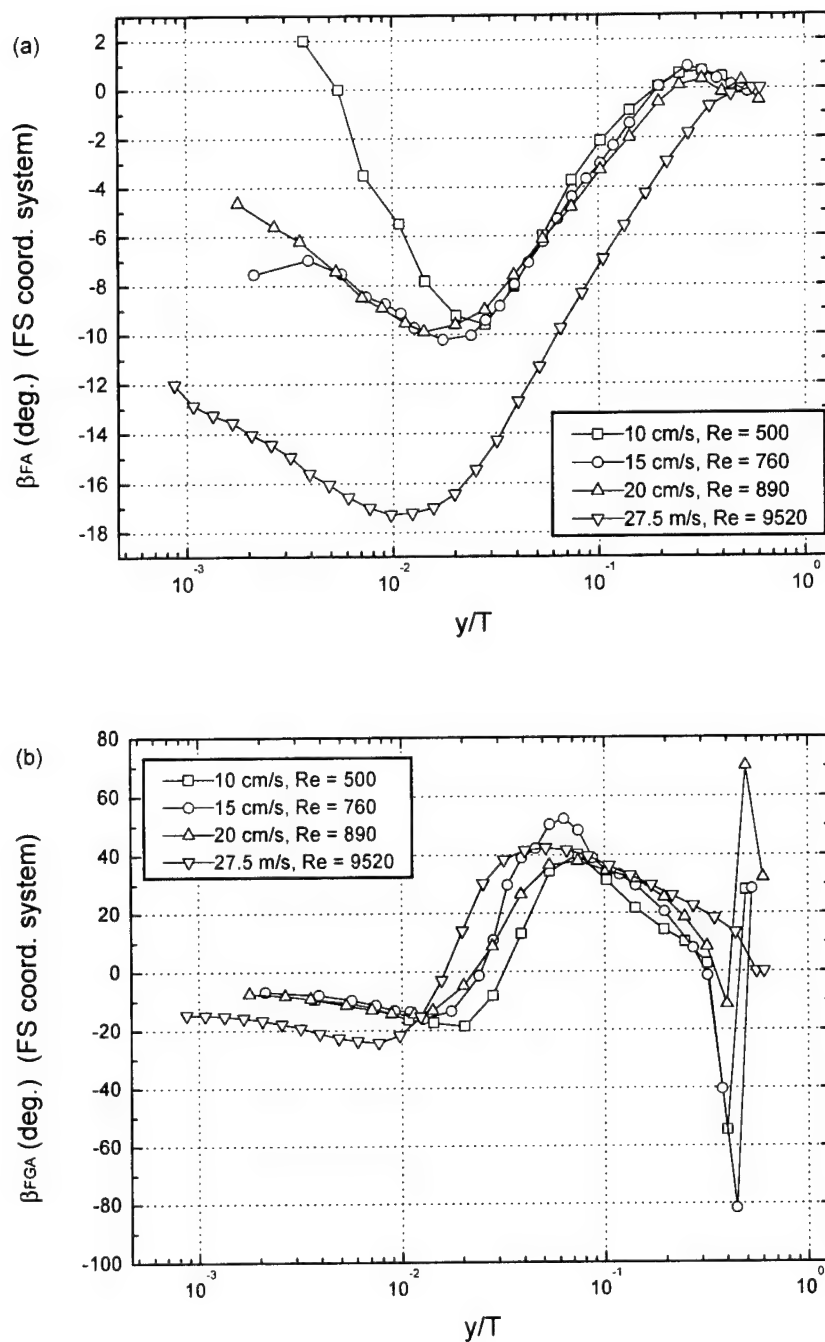 (a)
2
0
-2
-4
-6
-8
-10
-12
-14
-16
-18
βFA (deg.) (FS coord. system)
10 cm/s, Re = 500
15 cm/s, Re = 760
20 cm/s, Re = 890
27.5 m/s, Re = 9520
10⁻³ 10⁻² 10⁻¹ 10⁰
y/T
(b)
80
60
40
20
0
-20
-40
-60
-80
-100
βFGA (deg.) (FS coord. system)
10 cm/s, Re = 500
15 cm/s, Re = 760
20 cm/s, Re = 890
27.5 m/s, Re = 9520
10⁻³ 10⁻² 10⁻¹ 10⁰
y/T